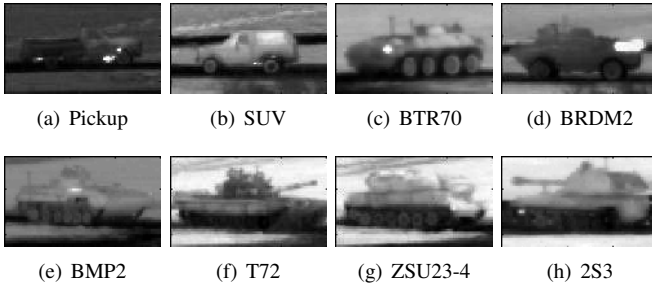 (a) Pickup
(b) SUV
(c) BTR70
(d) BRDM2
(e) BMP2
(f) T72
(g) ZSU23-4
(h) 2S3